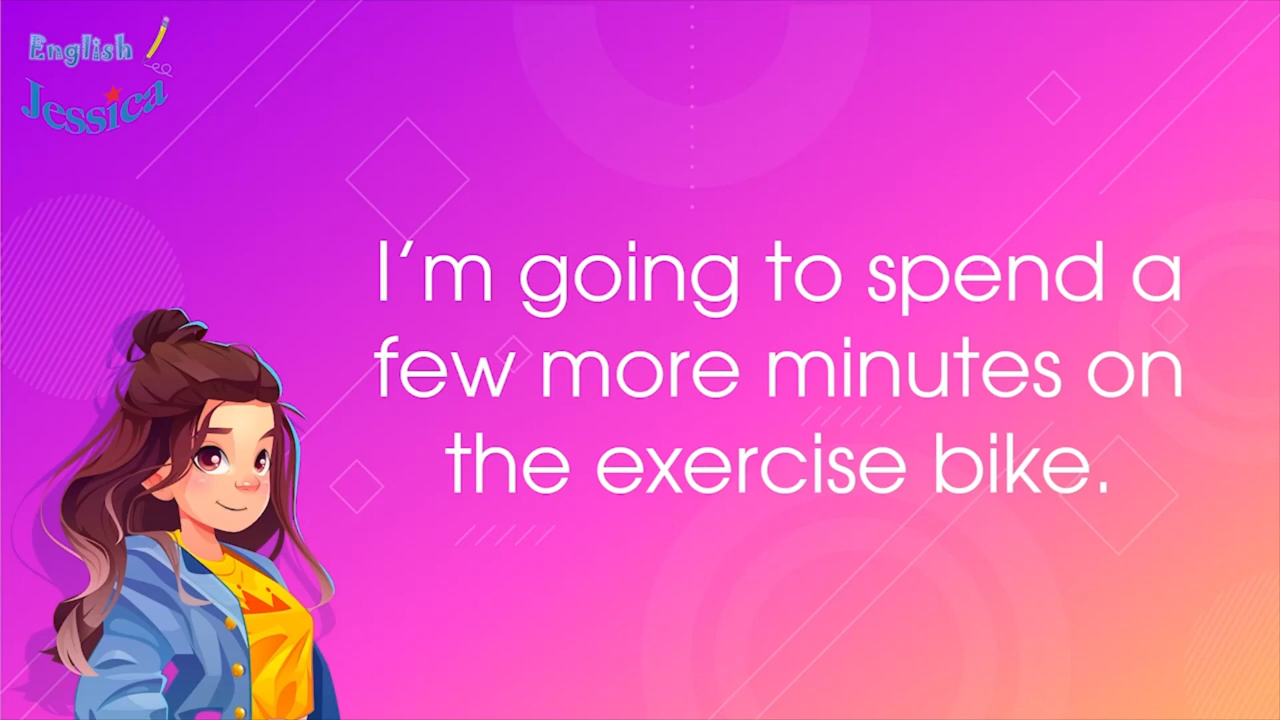 English
Jessica
I'm going to spend a
few more minutes on
the exercise bike.